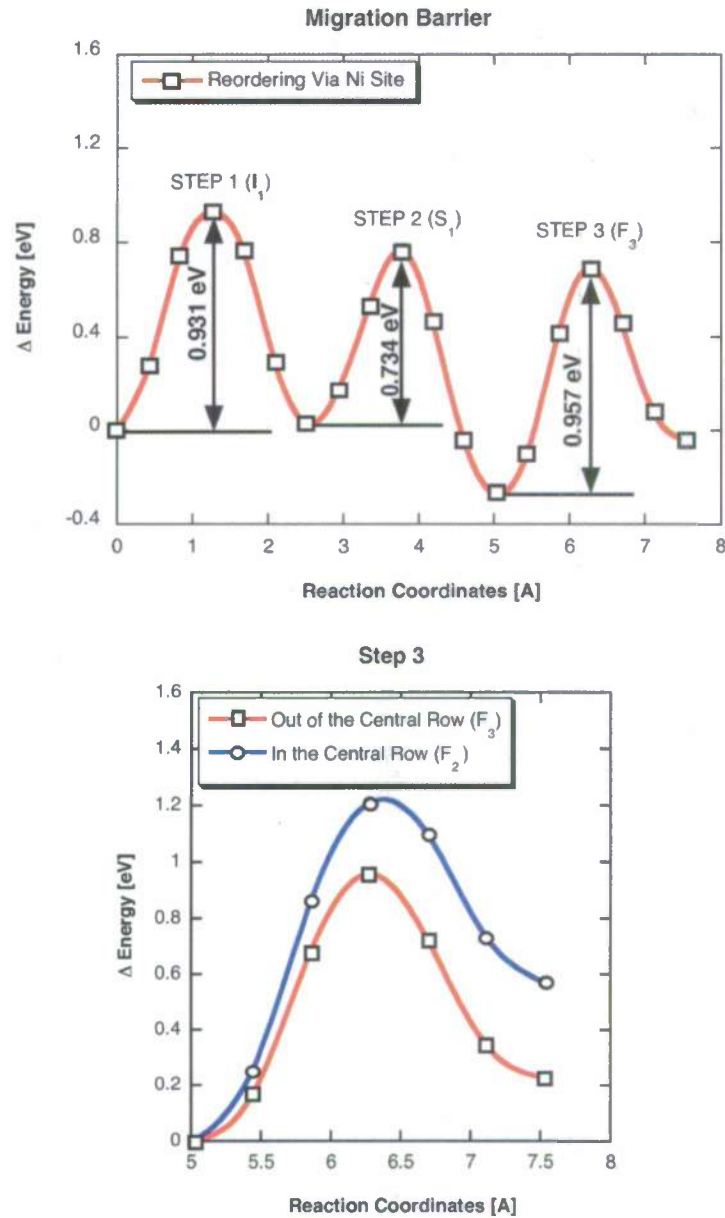 Migration Barrier
1.6
1.2
0.8
0.4
0
-0.4
Δ Energy [eV]
Reordering Via Ni Site
STEP 1 (I₁)
STEP 2 (S₁)
STEP 3 (F₃)
0.931 eV
0.734 eV
0.957 eV
0 1 2 3 4 5 6 7 8
Reaction Coordinates [A]
Step 3
1.6
1.4
1.2
1
0.8
0.6
0.4
0.2
0
Δ Energy [eV]
Out of the Central Row (F₃)
In the Central Row (F₂)
5 5.5 6 6.5 7 7.5 8
Reaction Coordinates [A]